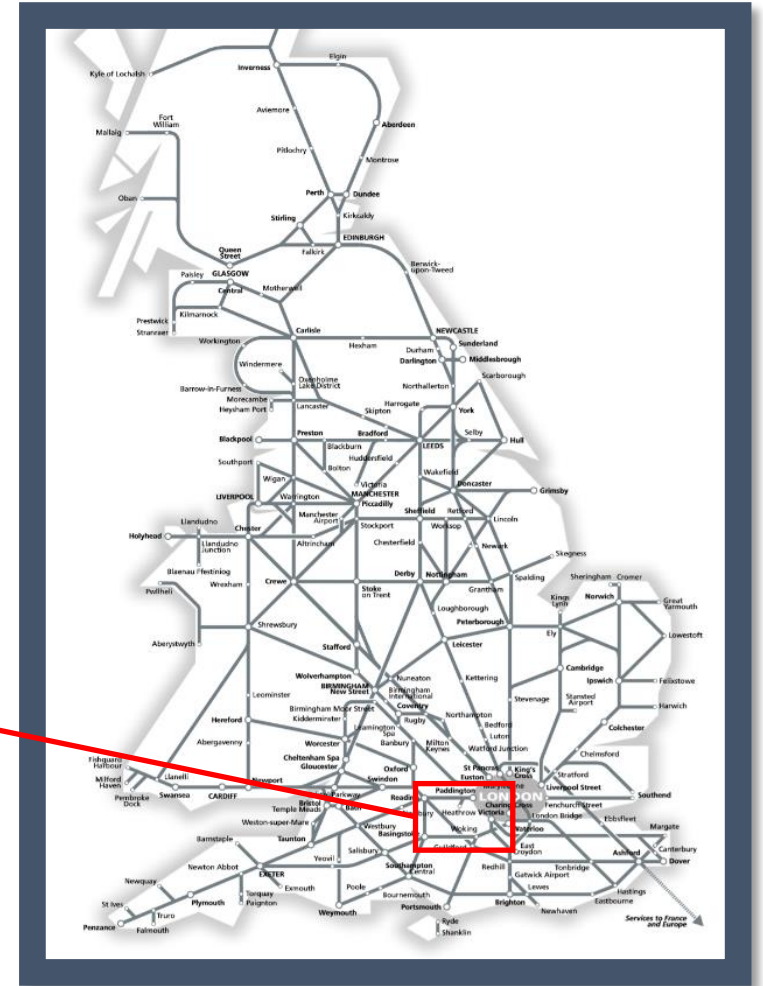 Elgin
Inverness
Kyle of Lochalsh
Aviemore
Fort
William
Aberdeen
Mallaig
Pitlochry
Montrose
Perth
Dundee
Oban
Stirling
Kirkcaldy
EDINBURGH
Queen
Street
Falkirk
Berwick-
upon-Tweed
Paisley
GLASGOW
Central
Motherwell
Prestwick
Kilmarnock
Stranraer
Carlisle
NEWCASTLE
Workington
Hexham
Sunderland
Durham
Darlington
Middlesbrough
Windermere
Scarborough
Oxenholme
Lake District
Barrow-in-Furness
Northallerton
Morecambe
Heysham Port
Lancaster
Harrogate
York
Skipton
Blackpool
Preston
Bradford
Selby
Hull
Blackburn
LEEDS
Southport
Huddersfield
Bolton
Wakefield
Wigan
Victoria
Doncaster
Grimsby
LIVERPOOL
Warrington
MANCHESTER
Piccadilly
Sheffield
Retford
Llandudno
Manchester
Airport
Lincoln
Holyhead
Chester
Stockport
Worksop
Llandudno
Junction
Altrincham
Chesterfield
Newark
Blaenau Ffestiniog
Skegness
Pwllheli
Wrexham
Crewe
Derby
Nottingham
Spalding
Sheringham
Cromer
Stoke
on Trent
Grantham
Kings
Lynn
Norwich
Great
Yarmouth
Loughborough
Shrewsbury
Peterborough
Aberystwyth
Stafford
Leicester
Ely
Lowestoft
Wolverhampton
Nuneaton
Kettering
Cambridge
BIRMINGHAM
New Street
Birmingham
International
Ipswich
Felixstowe
Leominster
Stevenage
Stansted
Airport
Birmingham Moor Street
Coventry
Harwich
Kidderminster
Rugby
Northampton
Hereford
Leamington
Spa
Bedford
Colchester
Worcester
Banbury
Milton
Keynes
Luton
Abergavenny
Watford Junction
Chelmsford
Cheltenham Spa
Gloucester
Oxford
St Pancras
King's
Cross
Fishguard
Harbour
Swindon
Euston
Stratford
Milford
Haven
Llanelli
Newport
Parkway
Paddington
Liverpool Street
Pembroke
Dock
Swansea
CARDIFF
Reading
LONDON
Southend
Bristol
Temple Meads
Bath
Charing Cross
Fenchurch Street
Heathrow
Victoria
London Bridge
Weston-super-Mare
Westbury
Ebbsfleet
Basingstoke
Woking
Waterloo
Margate
Barnstaple
Taunton
Salisbury
Guildford
East
Croydon
Ashford
Canterbury
Yeovil
Dover
Newton Abbot
EXETER
Southampton
Central
Redhill
Tonbridge
Gatwick Airport
Newquay
Exmouth
Poole
Lewes
Hastings
Torquay
Paignton
Bournemouth
Eastbourne
St Ives
Plymouth
Weymouth
Portsmouth
Brighton
Newhaven
Truro
Ryde
Services to France
and Europe
Penzance
Falmouth
Shanklin